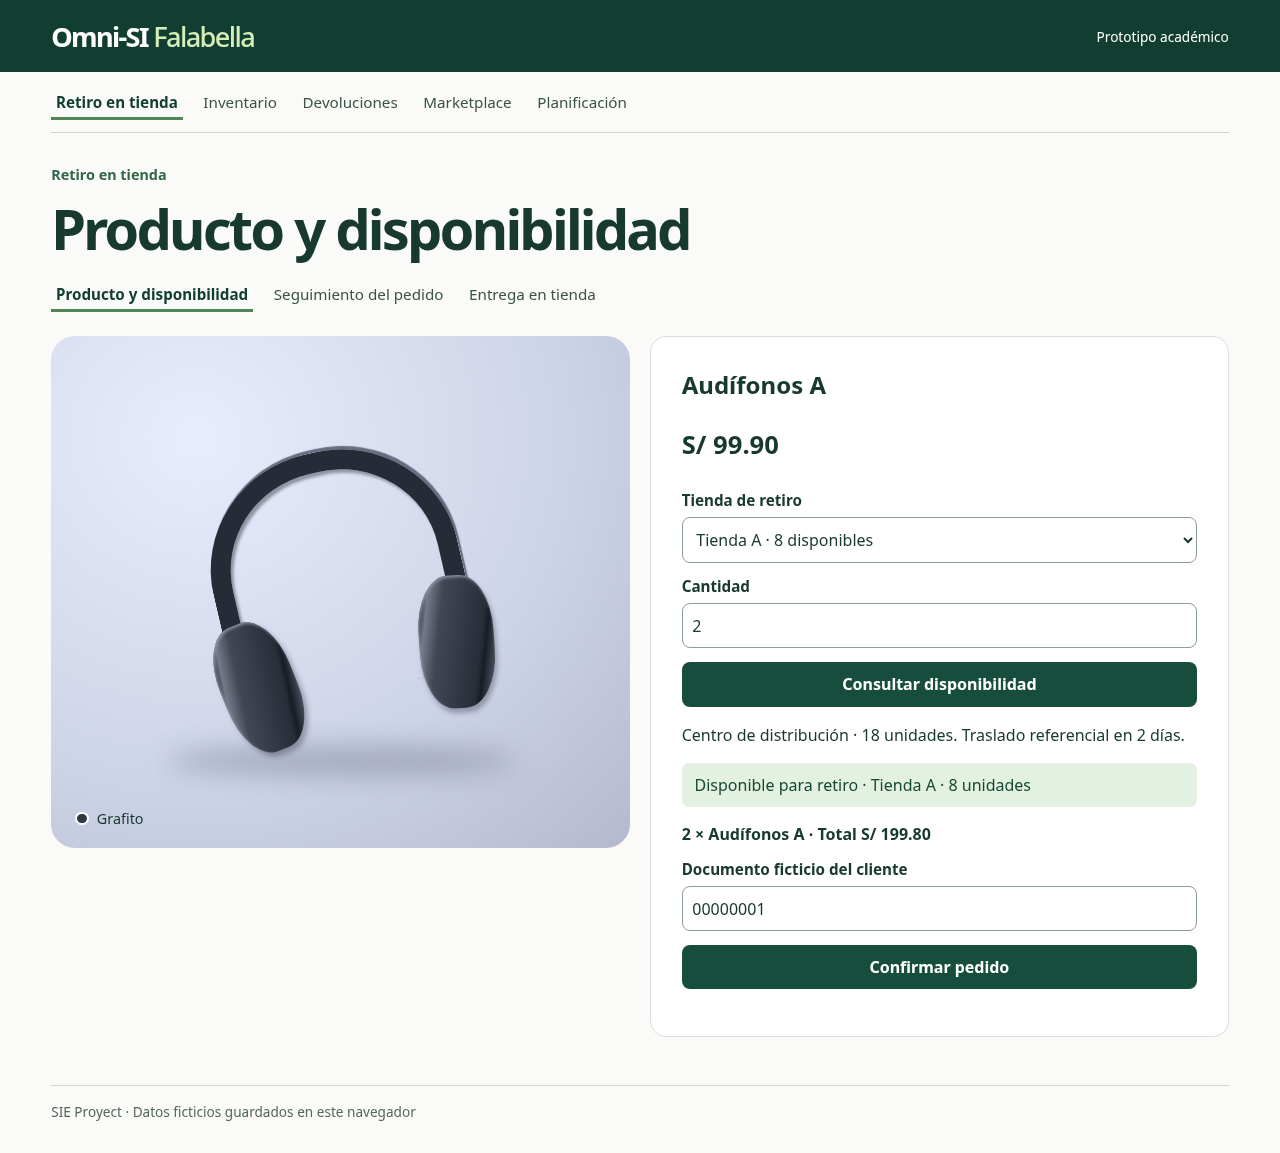 Omni-SI Falabella
Prototipo académico
Retiro en tienda
Inventario
Devoluciones
Marketplace
Planificación
Retiro en tienda
Producto y disponibilidad
Producto y disponibilidad
Seguimiento del pedido
Entrega en tienda
Grafito
Audífonos A
S/ 99.90
Tienda de retiro
Tienda A · 8 disponibles
Cantidad
2
Consultar disponibilidad
Centro de distribución · 18 unidades. Traslado referencial en 2 días.
Disponible para retiro · Tienda A · 8 unidades
2 × Audífonos A · Total S/ 199.80
Documento ficticio del cliente
00000001
Confirmar pedido
SIE Proyect · Datos ficticios guardados en este navegador